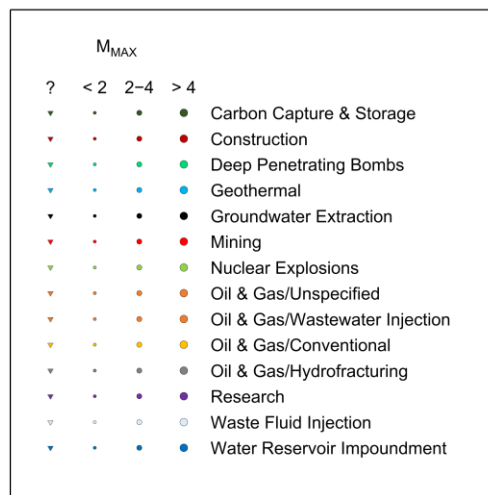 M_MAX
? < 2 2–4 > 4
Carbon Capture & Storage
Construction
Deep Penetrating Bombs
Geothermal
Groundwater Extraction
Mining
Nuclear Explosions
Oil & Gas/Unspecified
Oil & Gas/Wastewater Injection
Oil & Gas/Conventional
Oil & Gas/Hydrofracturing
Research
Waste Fluid Injection
Water Reservoir Impoundment